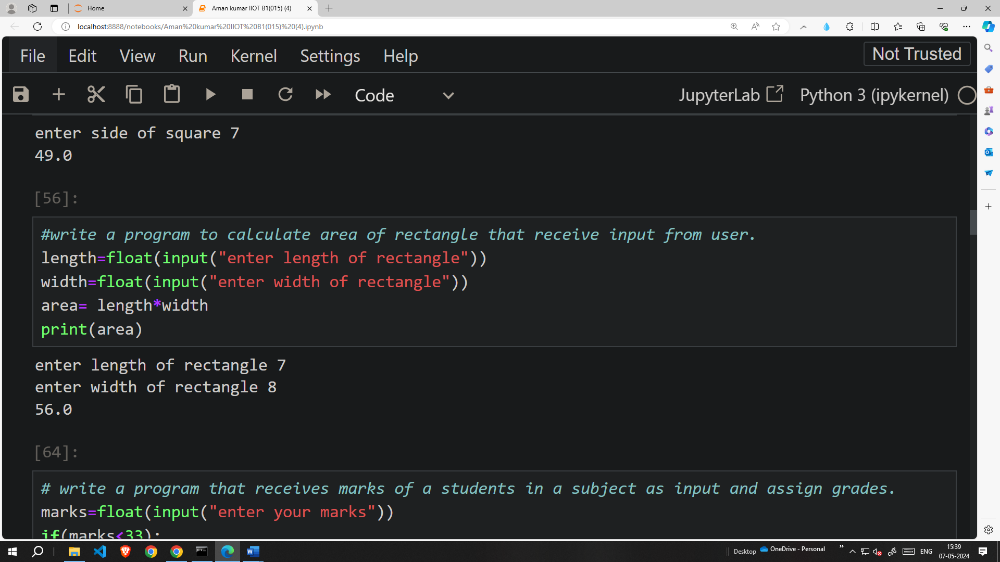 Home
Aman kumar IIOT B1(015) (4)
localhost:8888/notebooks/Aman%20kumar%20IIOT%20B1(015)%20(4).ipynb
File Edit View Run Kernel Settings Help
Not Trusted
Code
JupyterLab
Python 3 (ipykernel)
enter side of square 7
49.0
[56]:
#write a program to calculate area of rectangle that receive input from user.
length=float(input("enter length of rectangle"))
width=float(input("enter width of rectangle"))
area= length*width
print(area)
enter length of rectangle 7
enter width of rectangle 8
56.0
[64]:
# write a program that receives marks of a students in a subject as input and assign grades.
marks=float(input("enter your marks"))
if(marks<33):
Desktop
OneDrive - Personal
ENG
15:39
07-05-2024